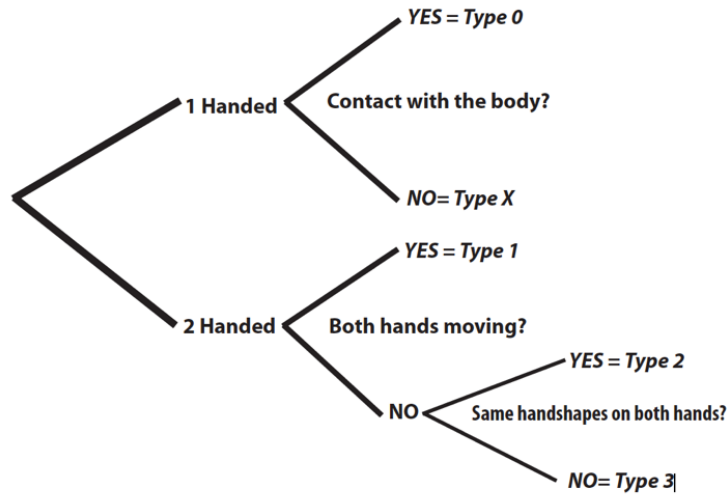 YES = Type 0
1 Handed
Contact with the body?
NO= Type X
YES = Type 1
2 Handed
Both hands moving?
YES = Type 2
NO
Same handshapes on both hands?
NO= Type 3